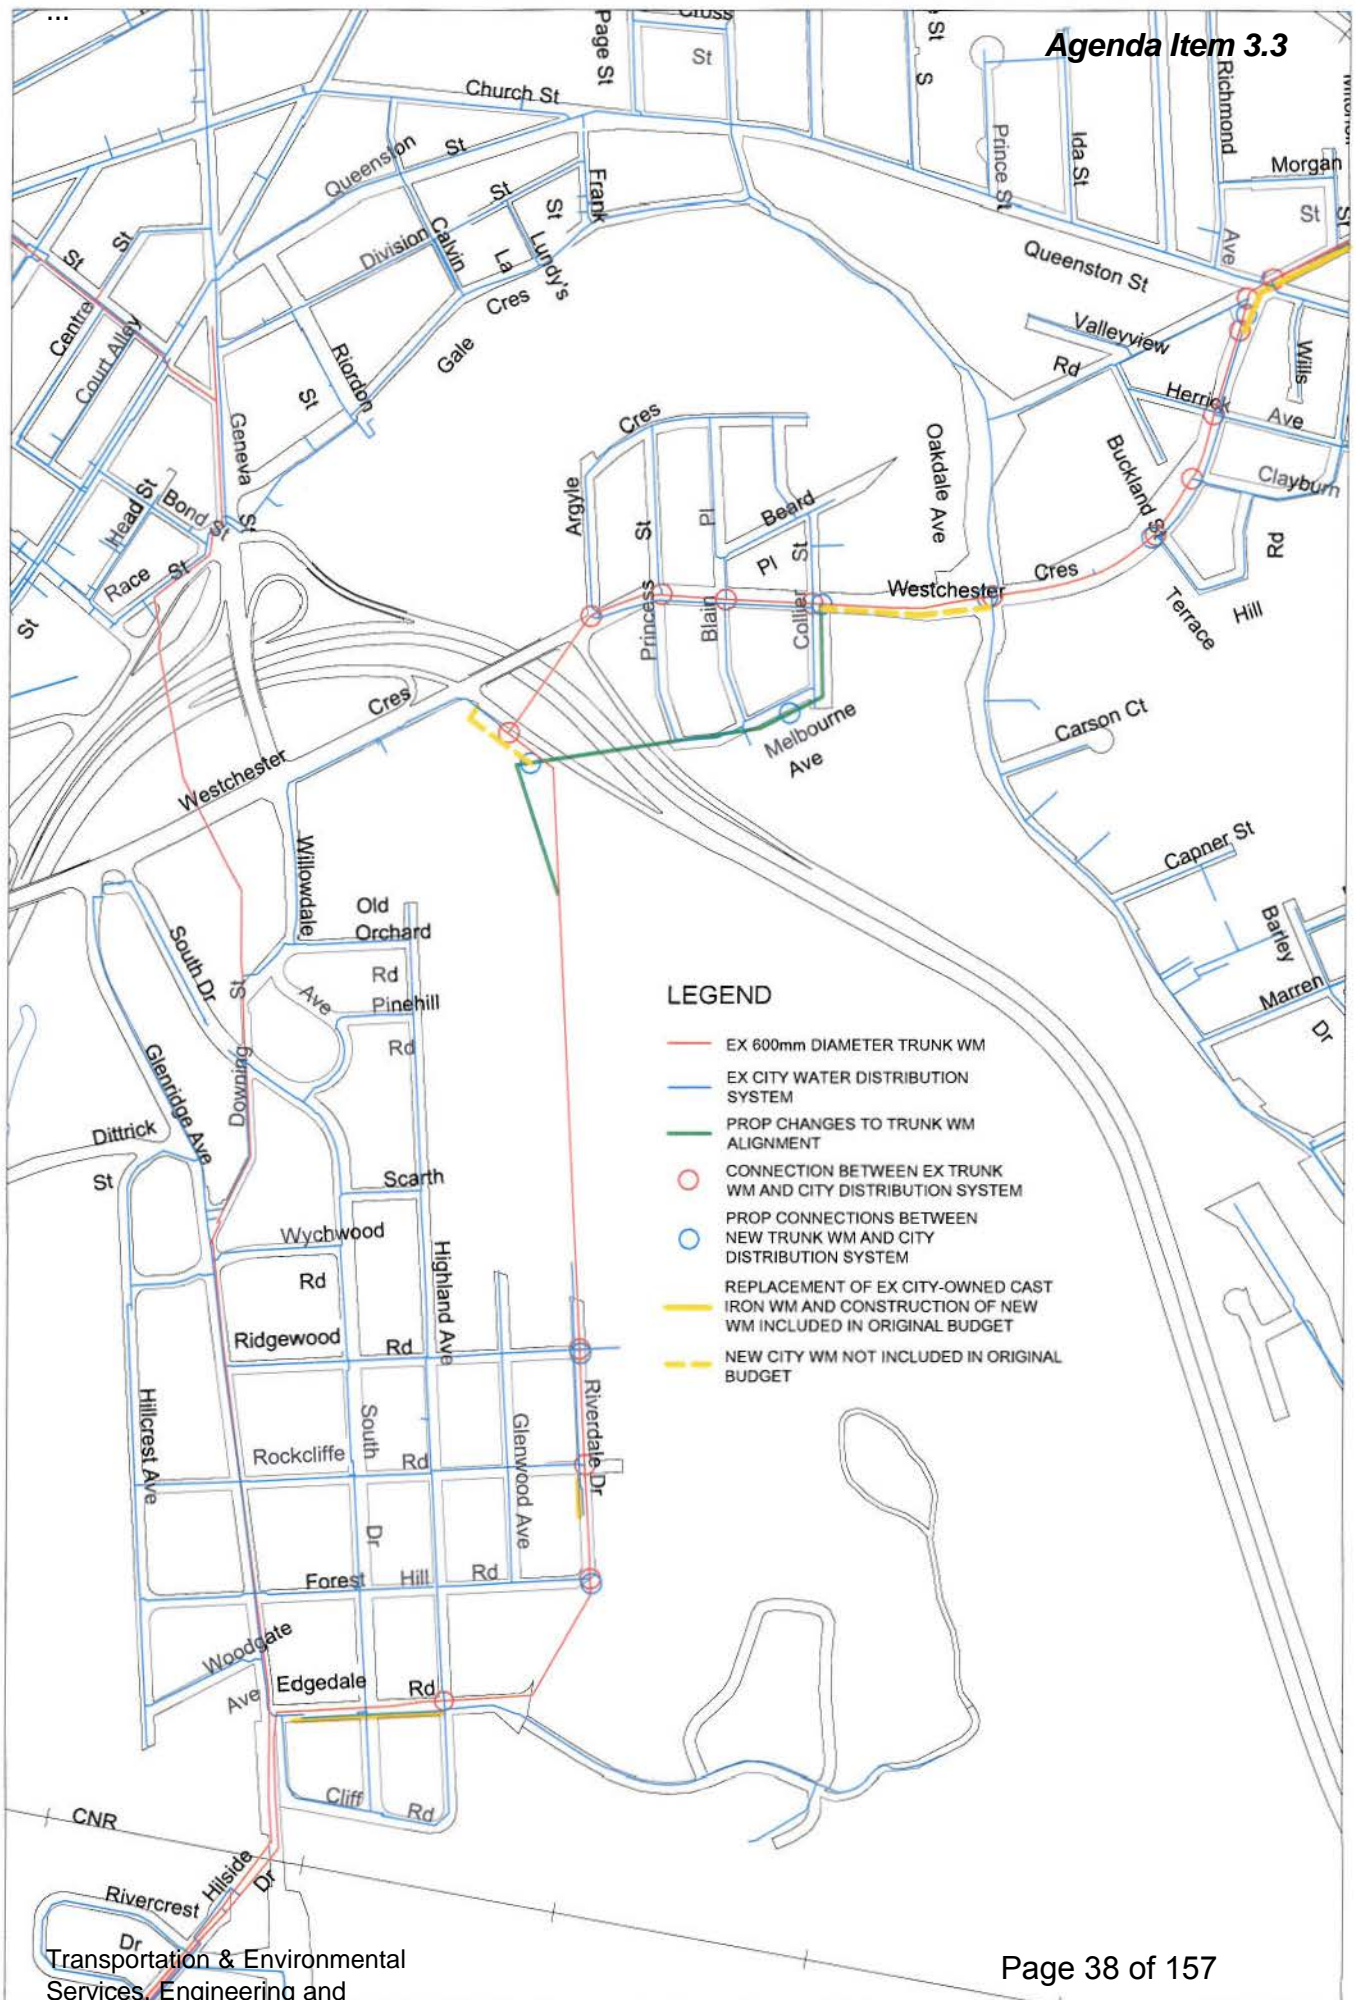 ...
Agenda Item 3.3
Cross
St
Page St
St
S
Richmond
Ave
Church St
Queenston
St
Prince St
Ida St
Morgan
St
St
Frank
St
Division
St
Calvin
La
Lundy's
Cres
Gale
St
St
Centre
Court Alley
Riordon
St
Geneva
St
Queenston St
Valleyview
Rd
Wills
Herrick
Ave
Clayburn
Buckland St
Rd
Hill
Terrace
Cres
Argyle
St
Princess
Pl
Blain
Beard
Pl
St
Collier
Oakdale Ave
Westchester
Cres
Head St
Bond St
Race
St
St
Cres
Westchester
Melbourne
Ave
Carson Ct
Capner St
Barley
Marren
Dr
Willowdale
Ave
Old
Orchard
Rd
Pinehill
Rd
South Dr
St
Downing
Glenridge Ave
Dittrick
St
Scarth
Wychwood
Rd
Highland Ave
Ridgewood
Rd
Hillcrest Ave
South
Dr
Rockcliffe
Rd
Glenwood Ave
Riverdale Dr
Forest
Hill
Rd
Woodgate
Ave
Edgedale
Rd
Cliff
Rd
CNR
Hilside
Dr
Rivercrest
Dr
LEGEND
EX 600mm DIAMETER TRUNK WM
EX CITY WATER DISTRIBUTION
SYSTEM
PROP CHANGES TO TRUNK WM
ALIGNMENT
CONNECTION BETWEEN EX TRUNK
WM AND CITY DISTRIBUTION SYSTEM
PROP CONNECTIONS BETWEEN
NEW TRUNK WM AND CITY
DISTRIBUTION SYSTEM
REPLACEMENT OF EX CITY-OWNED CAST
IRON WM AND CONSTRUCTION OF NEW
WM INCLUDED IN ORIGINAL BUDGET
NEW CITY WM NOT INCLUDED IN ORIGINAL
BUDGET
Transportation & Environmental
Services, Engineering and
Page 38 of 157